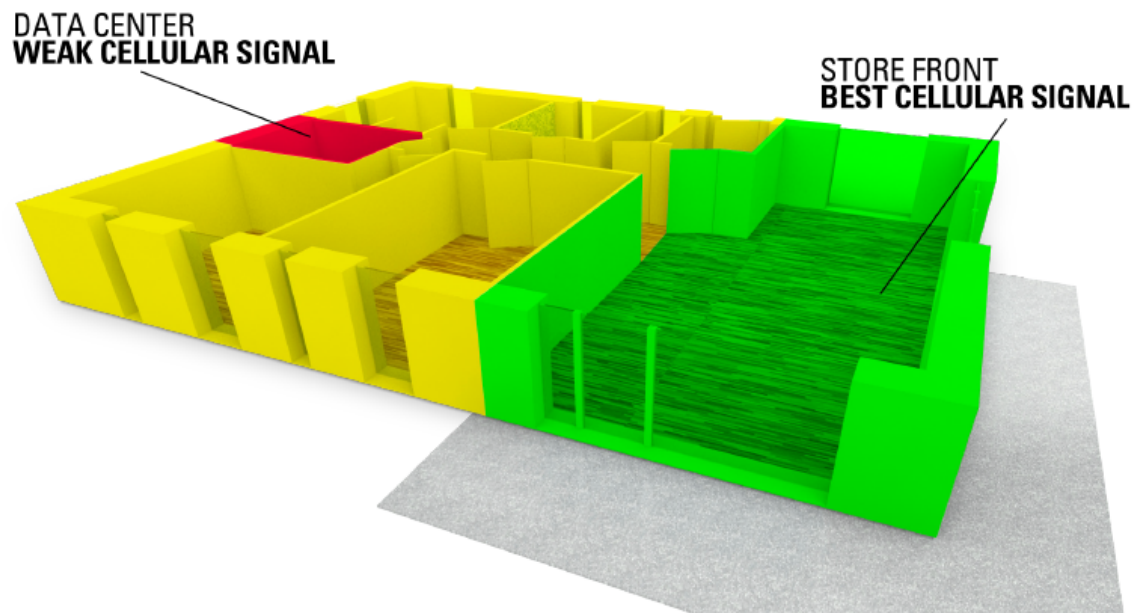 DATA CENTER
WEAK CELLULAR SIGNAL
STORE FRONT
BEST CELLULAR SIGNAL